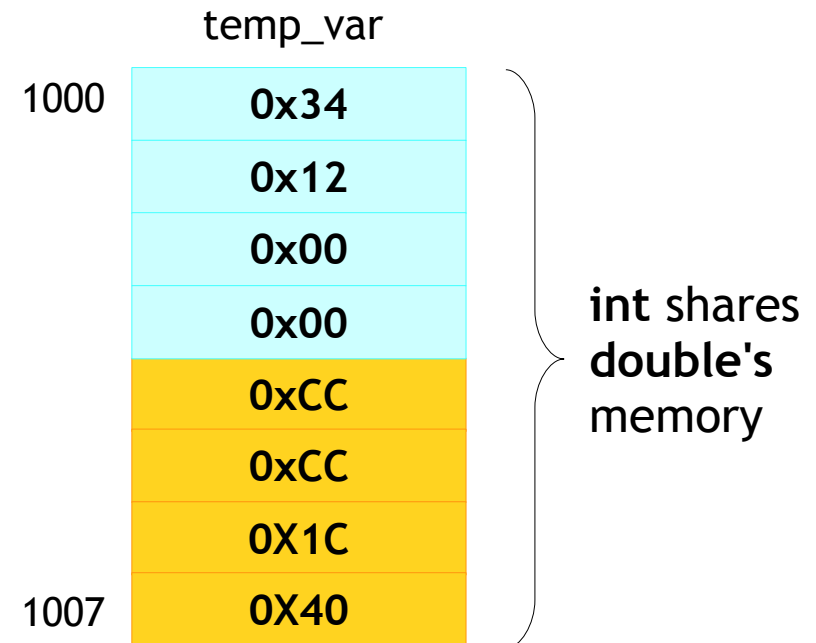 temp_var
1000
0x34
0x12
0x00
0x00
0xCC
0xCC
0X1C
1007
0X40
int shares
double's
memory